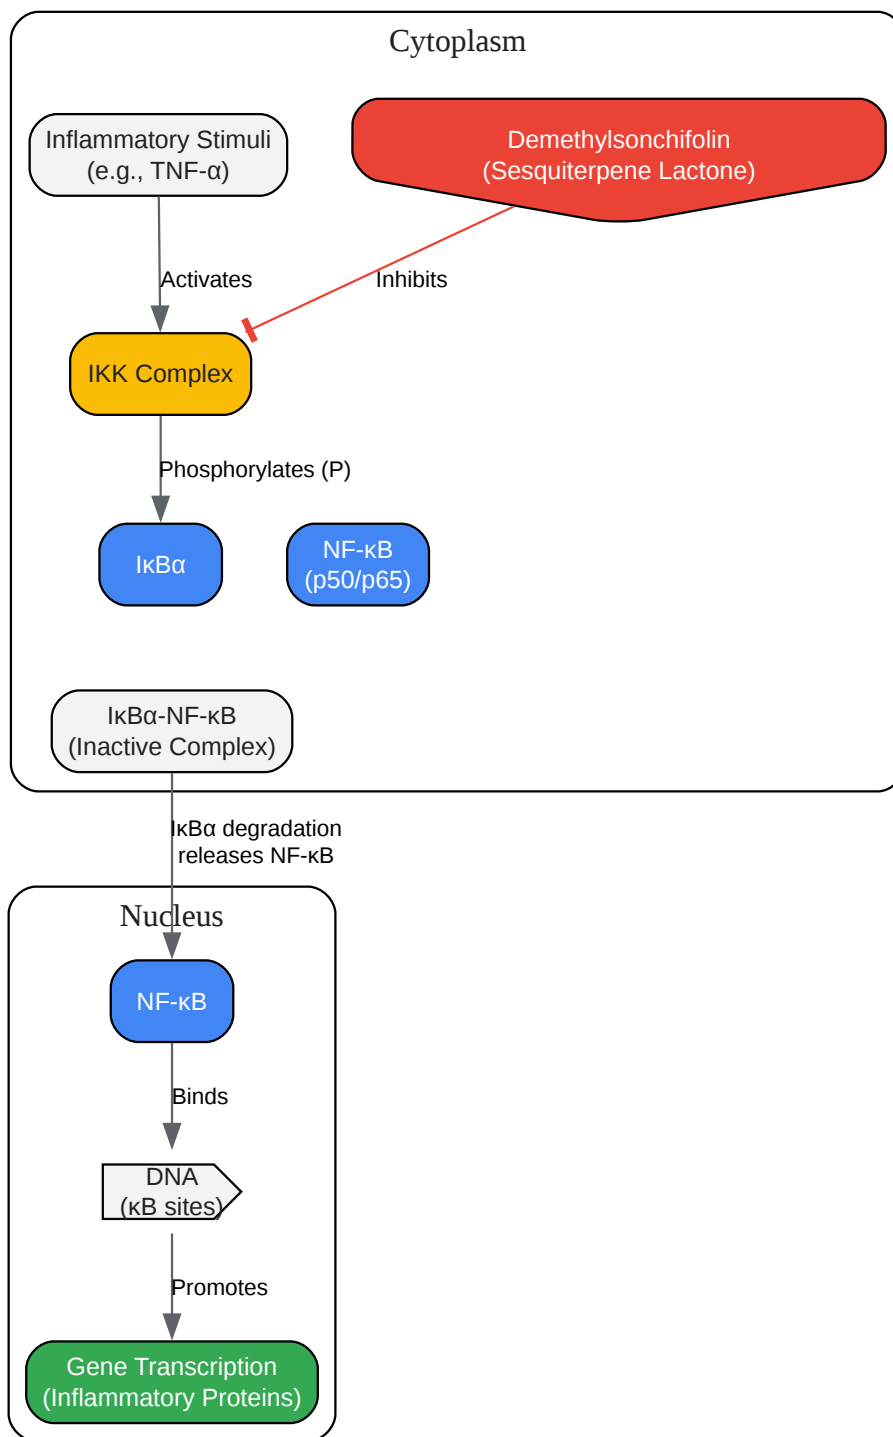 Cytoplasm
Inflammatory Stimuli
(e.g., TNF-α)
Demethylsonchifolin
(Sesquiterpene Lactone)
Activates
Inhibits
IKK Complex
Phosphorylates (P)
IκBα
NF-κB
(p50/p65)
IκBα-NF-κB
(Inactive Complex)
IκBα degradation
releases NF-κB
Nucleus
NF-κB
Binds
DNA
(κB sites)
Promotes
Gene Transcription
(Inflammatory Proteins)